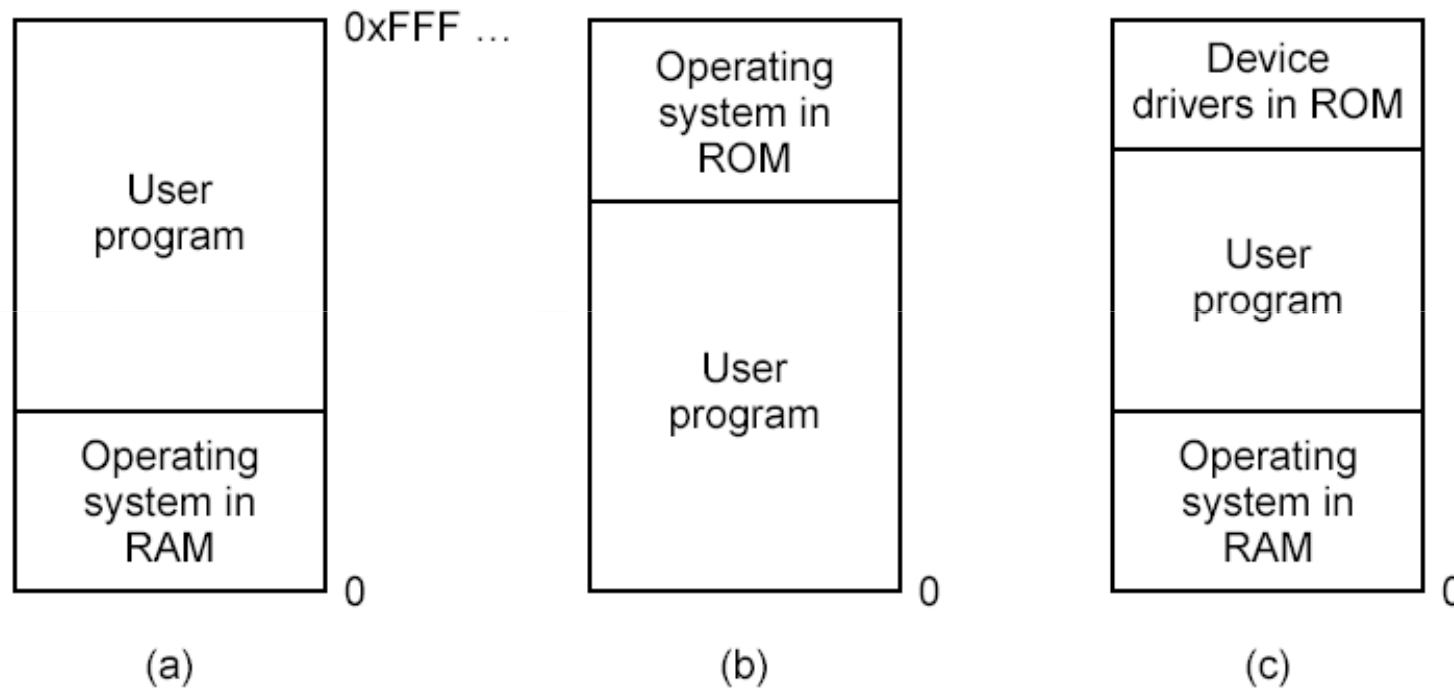 0xFFF ...
User
program
Operating
system in
RAM
0
(a)
Operating
system in
ROM
User
program
0
(b)
Device
drivers in ROM
User
program
Operating
system in
RAM
0
(c)